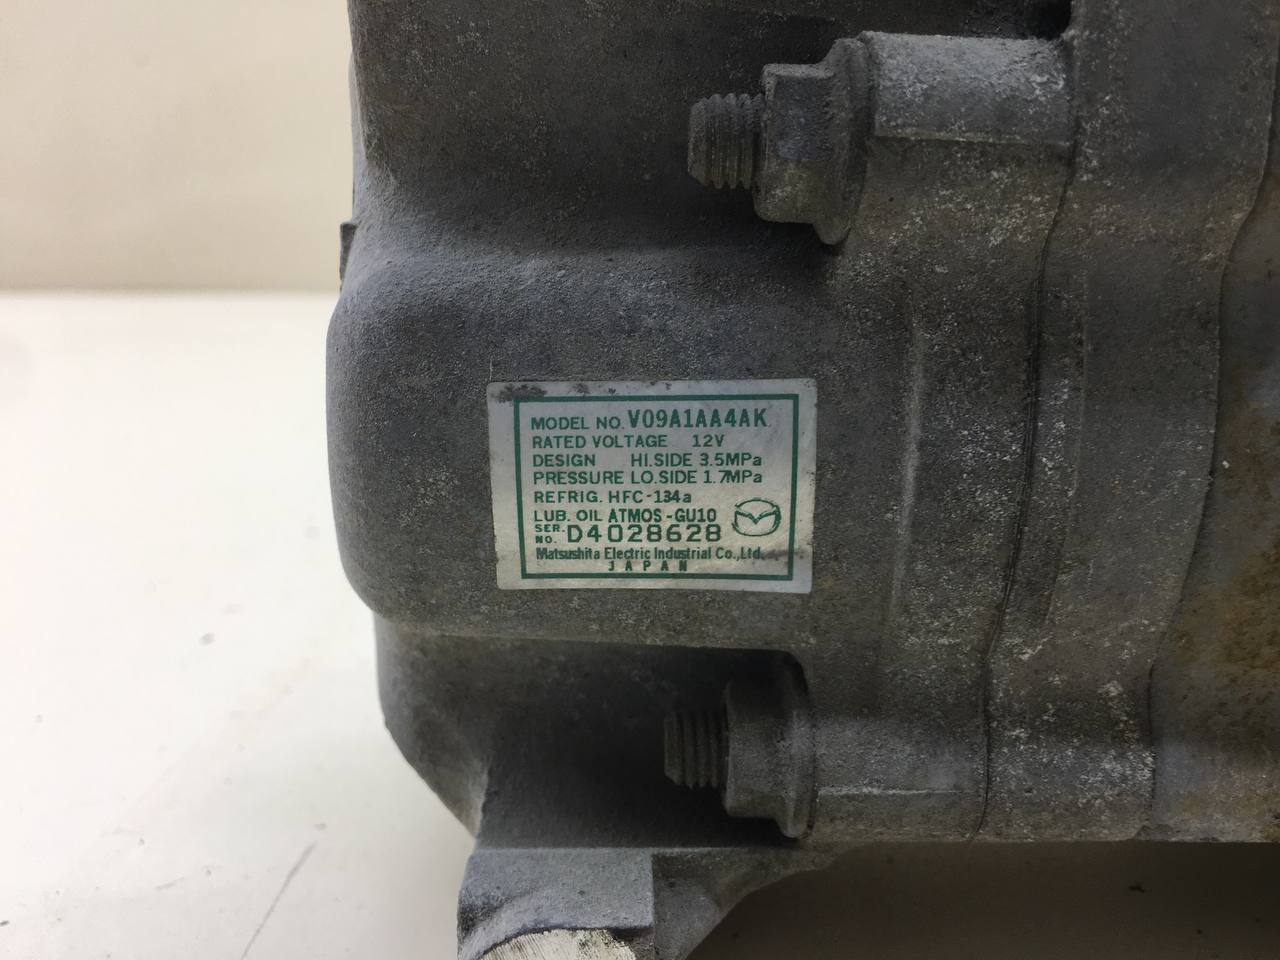 MODEL NO. V09A1AA4AK
RATED VOLTAGE 12V
DESIGN HI.SIDE 3.5MPa
PRESSURE LO.SIDE 1.7MPa
REFRIG. HFC-134a
LUB. OIL ATMOS-GU10
SER. NO. D4028628
Matsushita Electric Industrial Co.,Ltd.
JAPAN